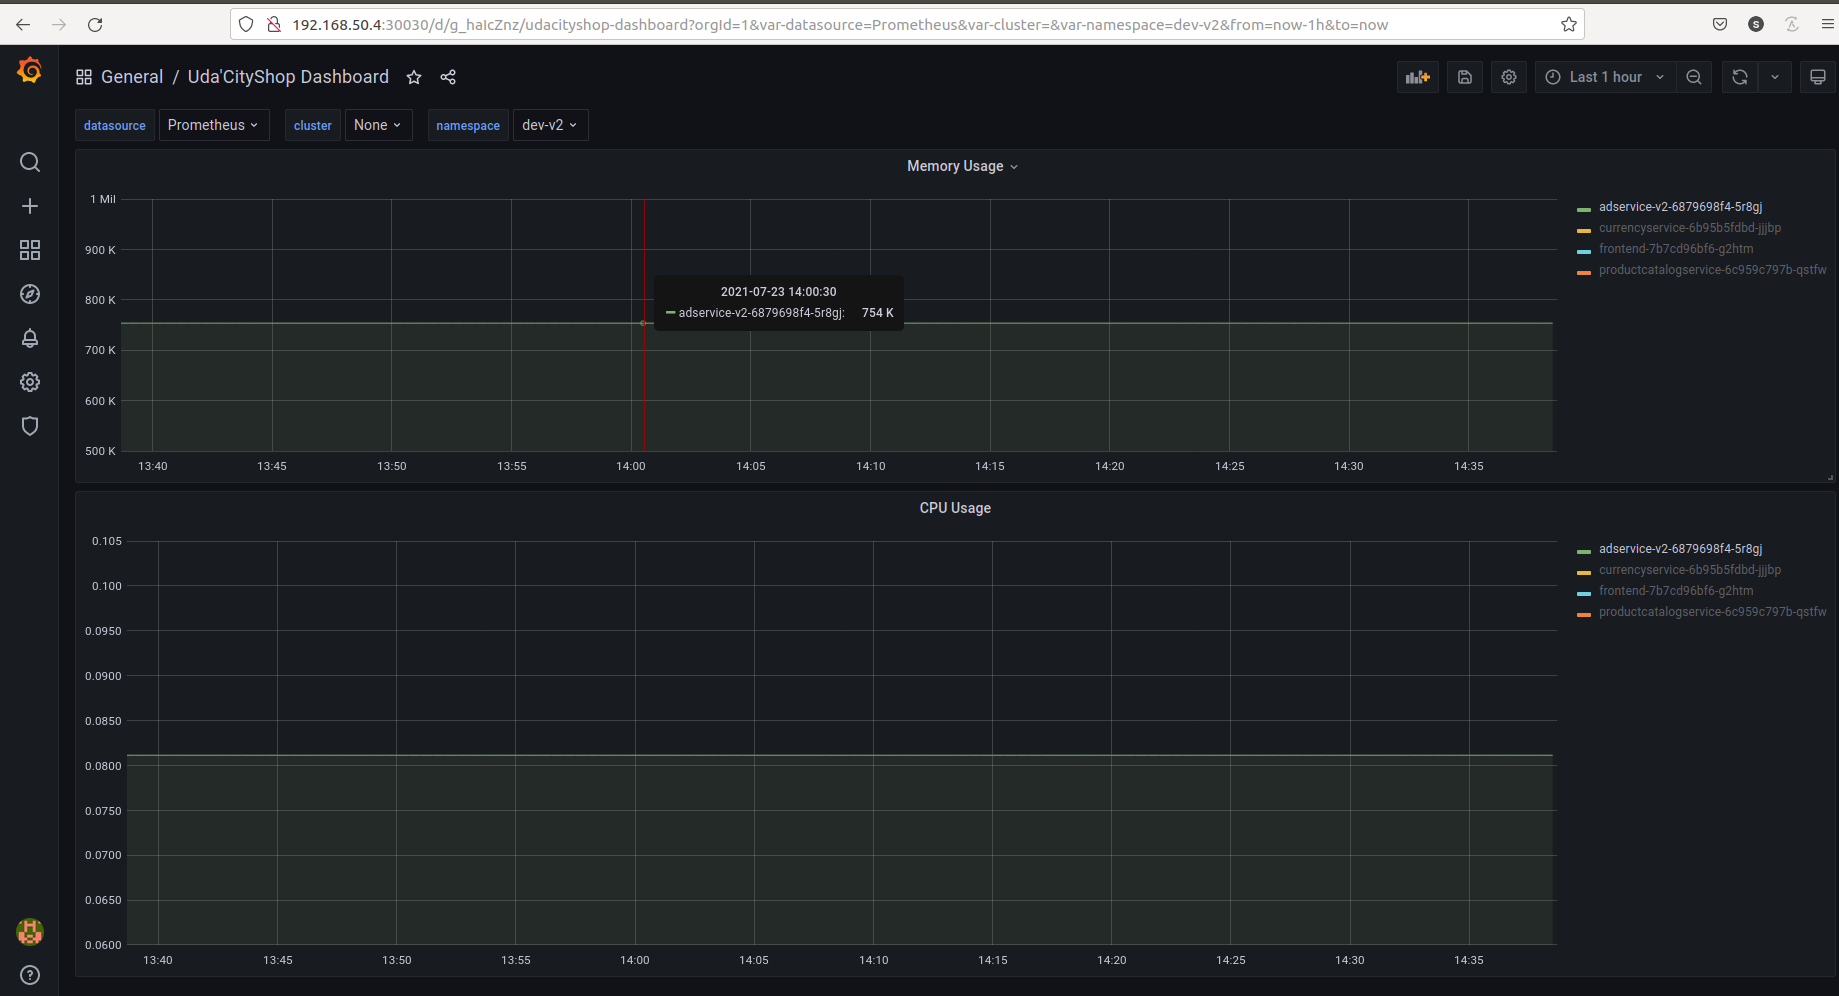 192.168.50.4:30030/d/g_haIcZnz/udacityshop-dashboard?orgId=1&var-datasource=Prometheus&var-cluster=&var-namespace=dev-v2&from=now-1h&to=now
S
General / Uda'CityShop Dashboard
Last 1 hour
datasource Prometheus cluster None namespace dev-v2
Memory Usage
1 Mil
900 K
800 K
700 K
600 K
500 K
2021-07-23 14:00:30
adservice-v2-6879698f4-5r8gj: 754 K
13:40 13:45 13:50 13:55 14:00 14:05 14:10 14:15 14:20 14:25 14:30 14:35
adservice-v2-6879698f4-5r8gj
currencyservice-6b95b5fdbd-jjjbp
frontend-7b7cd96bf6-g2htm
productcatalogservice-6c959c797b-qstfw
CPU Usage
0.105
0.100
0.0950
0.0900
0.0850
0.0800
0.0750
0.0700
0.0650
0.0600
13:40 13:45 13:50 13:55 14:00 14:05 14:10 14:15 14:20 14:25 14:30 14:35
adservice-v2-6879698f4-5r8gj
currencyservice-6b95b5fdbd-jjjbp
frontend-7b7cd96bf6-g2htm
productcatalogservice-6c959c797b-qstfw